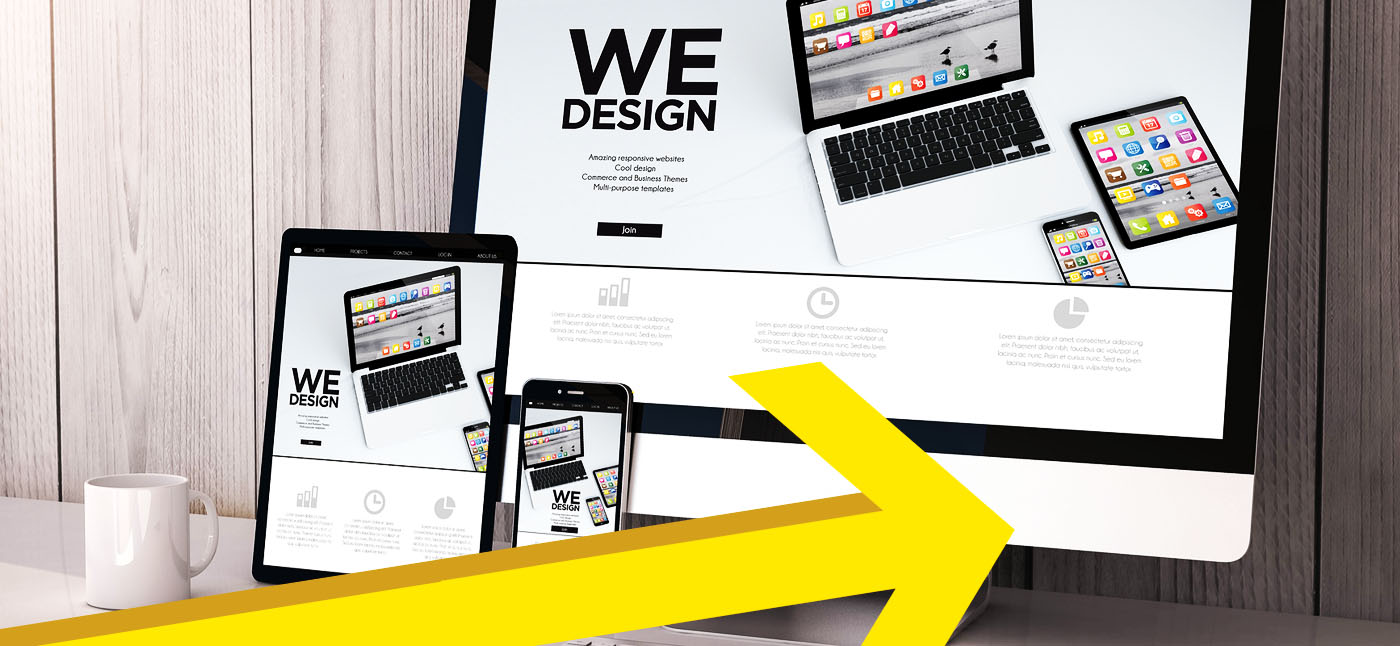 WE
DESIGN
Amazing responsive websites
Cool design
Commerce and Business Themes
Multi-purpose templates
Join
Lorem ipsum dolor sit amet, consectetur adipiscing
elit. Praesent dolor nibh, faucibus ac volutpat ut,
lacinia ac nunc. Proin et cursus nunc. Sed eu lorem
lacinia, malesuada nisi quis, vulputate tortor.
Lorem ipsum dolor sit amet, consectetur adipiscing
elit. Praesent dolor nibh, faucibus ac volutpat ut,
lacinia ac nunc. Proin et cursus nunc. Sed eu lorem
lacinia, malesuada nisi quis, vulputate tortor.
Lorem ipsum dolor sit amet, consectetur adipiscing
elit. Praesent dolor nibh, faucibus ac volutpat ut,
lacinia ac nunc. Proin et cursus nunc. Sed eu lorem
lacinia, malesuada nisi quis, vulputate tortor.
HOME PROJECTS CONTACT LOG IN ABOUT US
WE
DESIGN
WE
DESIGN